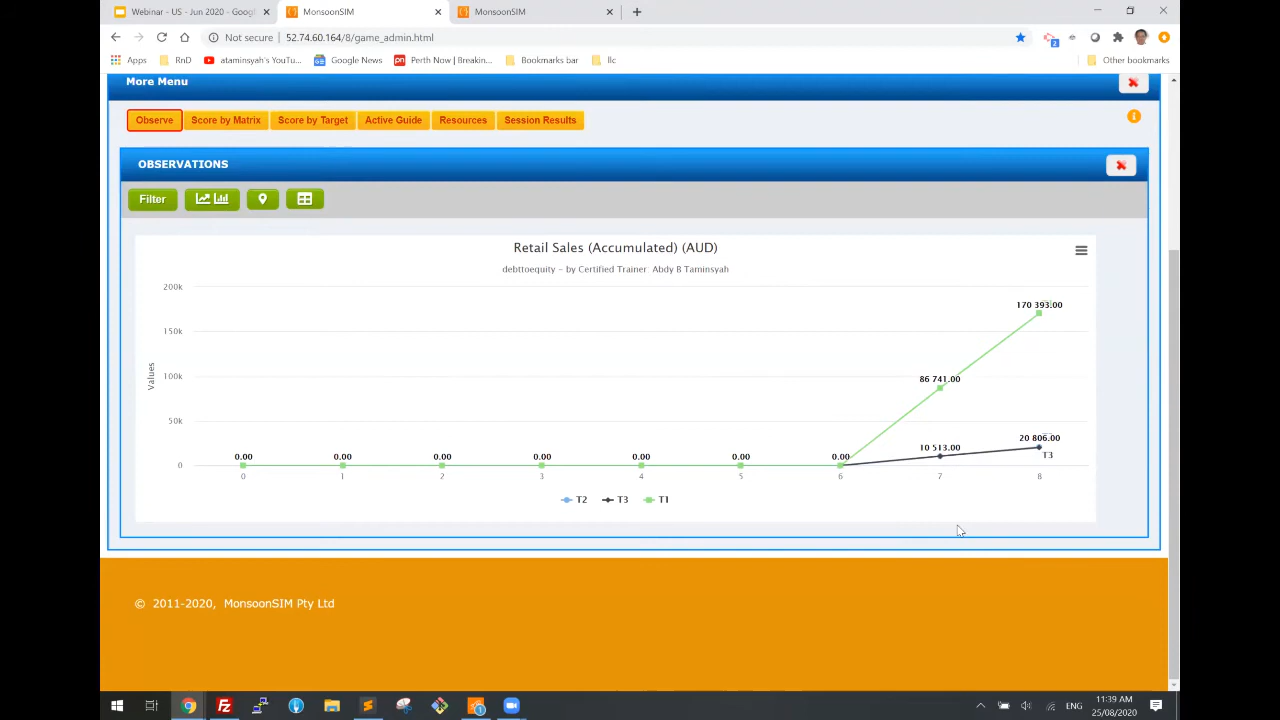 Webinar - US - Jun 2020 - Googl
MonsoonSIM
MonsoonSIM
Not secure
52.74.60.164/8/game_admin.html
2
Apps
RnD
ataminsyah's YouTu...
Google News
Perth Now | Breakin...
Bookmarks bar
llc
Other bookmarks
More Menu
Observe
Score by Matrix
Score by Target
Active Guide
Resources
Session Results
OBSERVATIONS
Filter
Retail Sales (Accumulated) (AUD)
debttoequity - by Certified Trainer Abdy B Taminsyah
200k
150k
100k
50k
0
Values
170 393.00
86 741.00
20 806.00
10 513.00
T3
0.00 0.00 0.00 0.00 0.00 0.00 0.00
0 1 2 3 4 5 6 7 8
T2 T3 T1
© 2011-2020, MonsoonSIM Pty Ltd
ENG
11:39 AM
25/08/2020